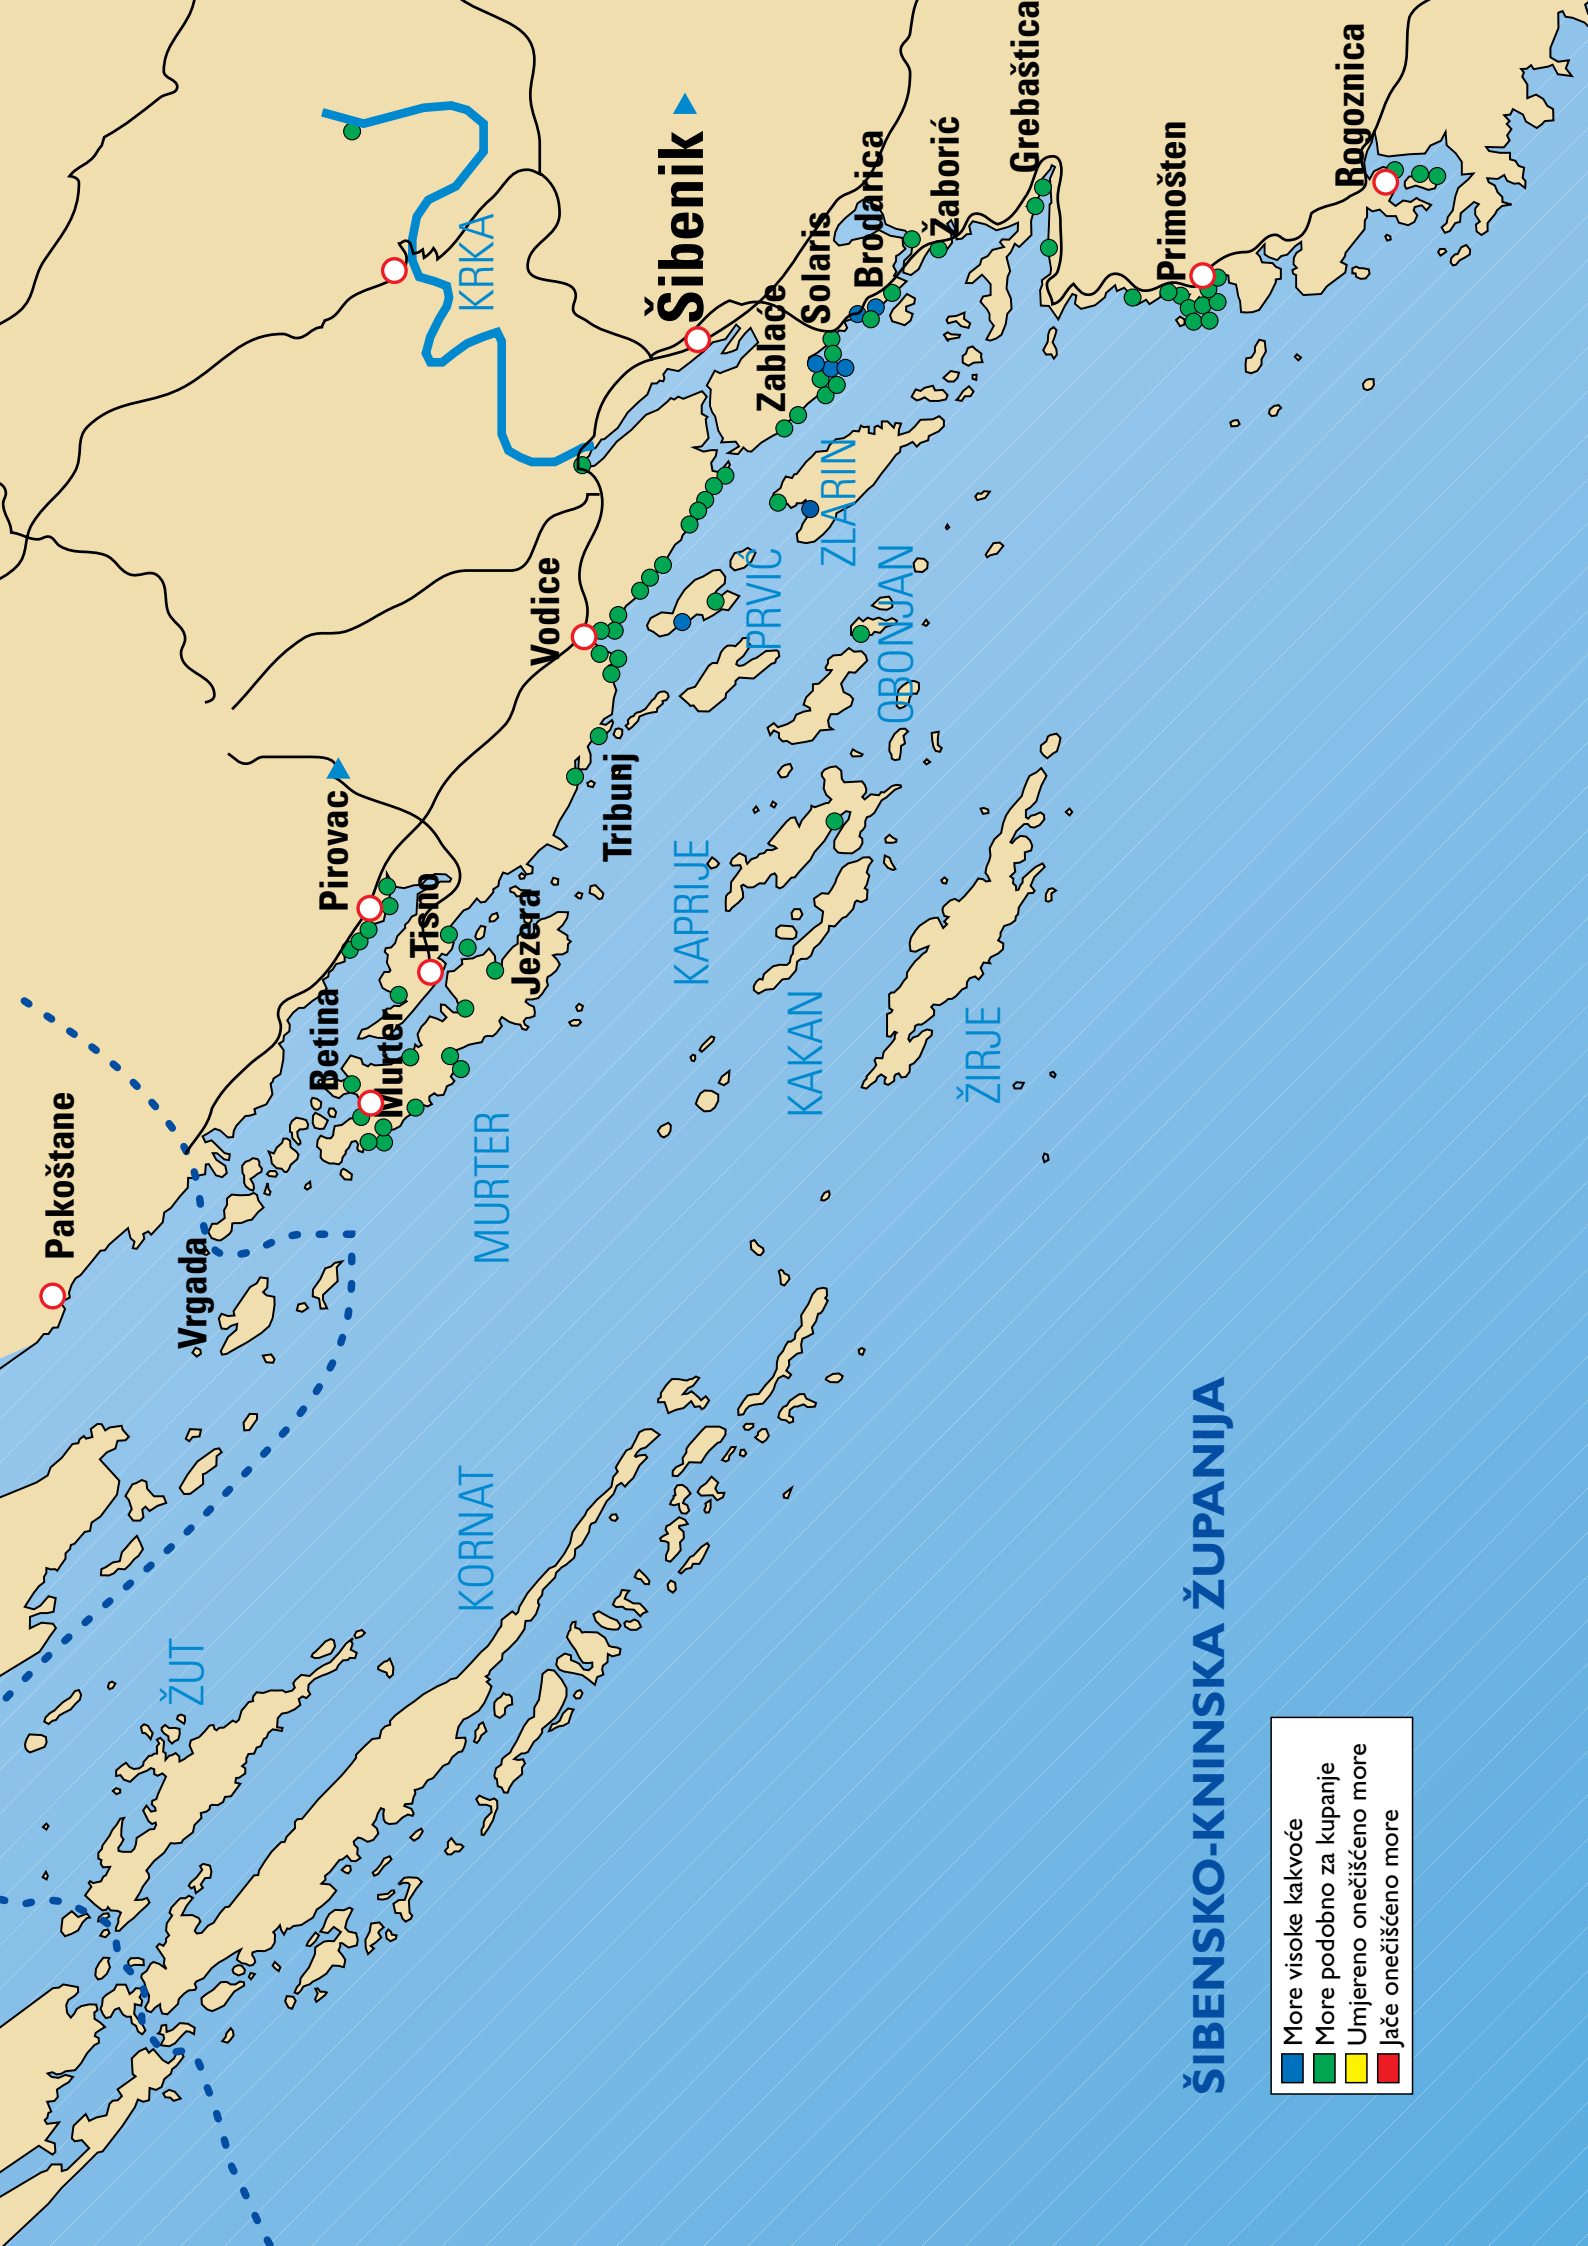 Pakoštane
Vrgada
Pirovac
Betina
Murter
Tisno
Jezera
Tribunj
Vodice
Šibenik
Zablaće
Solaris
Brodarica
Žaborić
Grebaštica
Primošten
Rogoznica
KRKA
ZLARIN
PRVIĆ
OBONJAN
KAPRIJE
KAKAN
ŽIRJE
MURTER
KORNAT
ŽUT
ŠIBENSKO-KNINSKA ŽUPANIJA
More visoke kakvoće
More podobno za kupanje
Umjereno onečišćeno more
Jače onečišćeno more